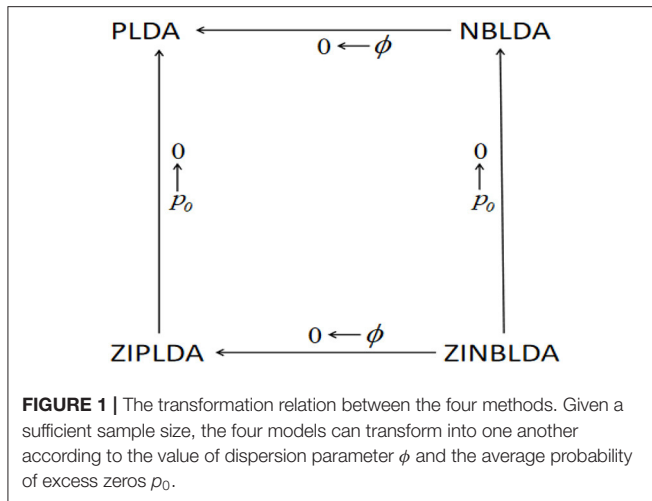 PLDA NBLDA
0 ← ϕ
0 0
↑ ↑
p₀ p₀
ZIPLDA ZINBLDA
0 ← ϕ
FIGURE 1 | The transformation relation between the four methods. Given a
sufficient sample size, the four models can transform into one another
according to the value of dispersion parameter ϕ and the average probability
of excess zeros p₀.